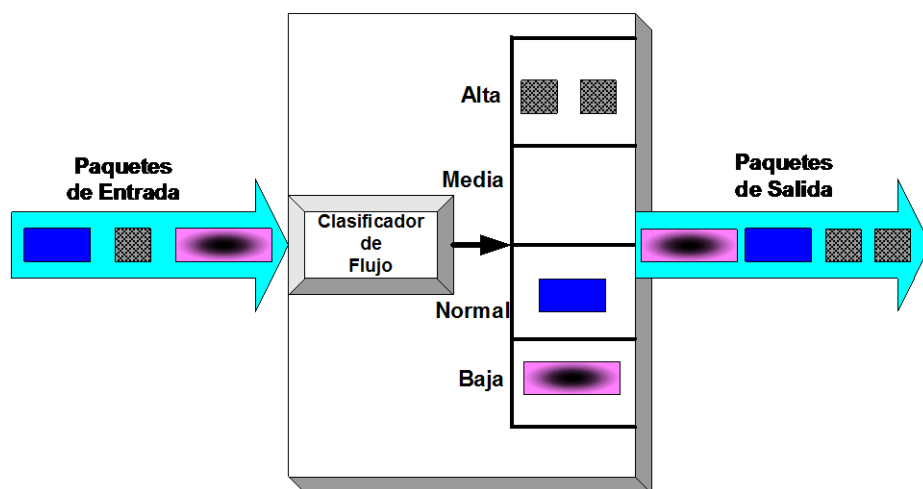 Paquetes
de Entrada
Clasificador
de
Flujo
Alta
Media
Normal
Baja
Paquetes
de Salida